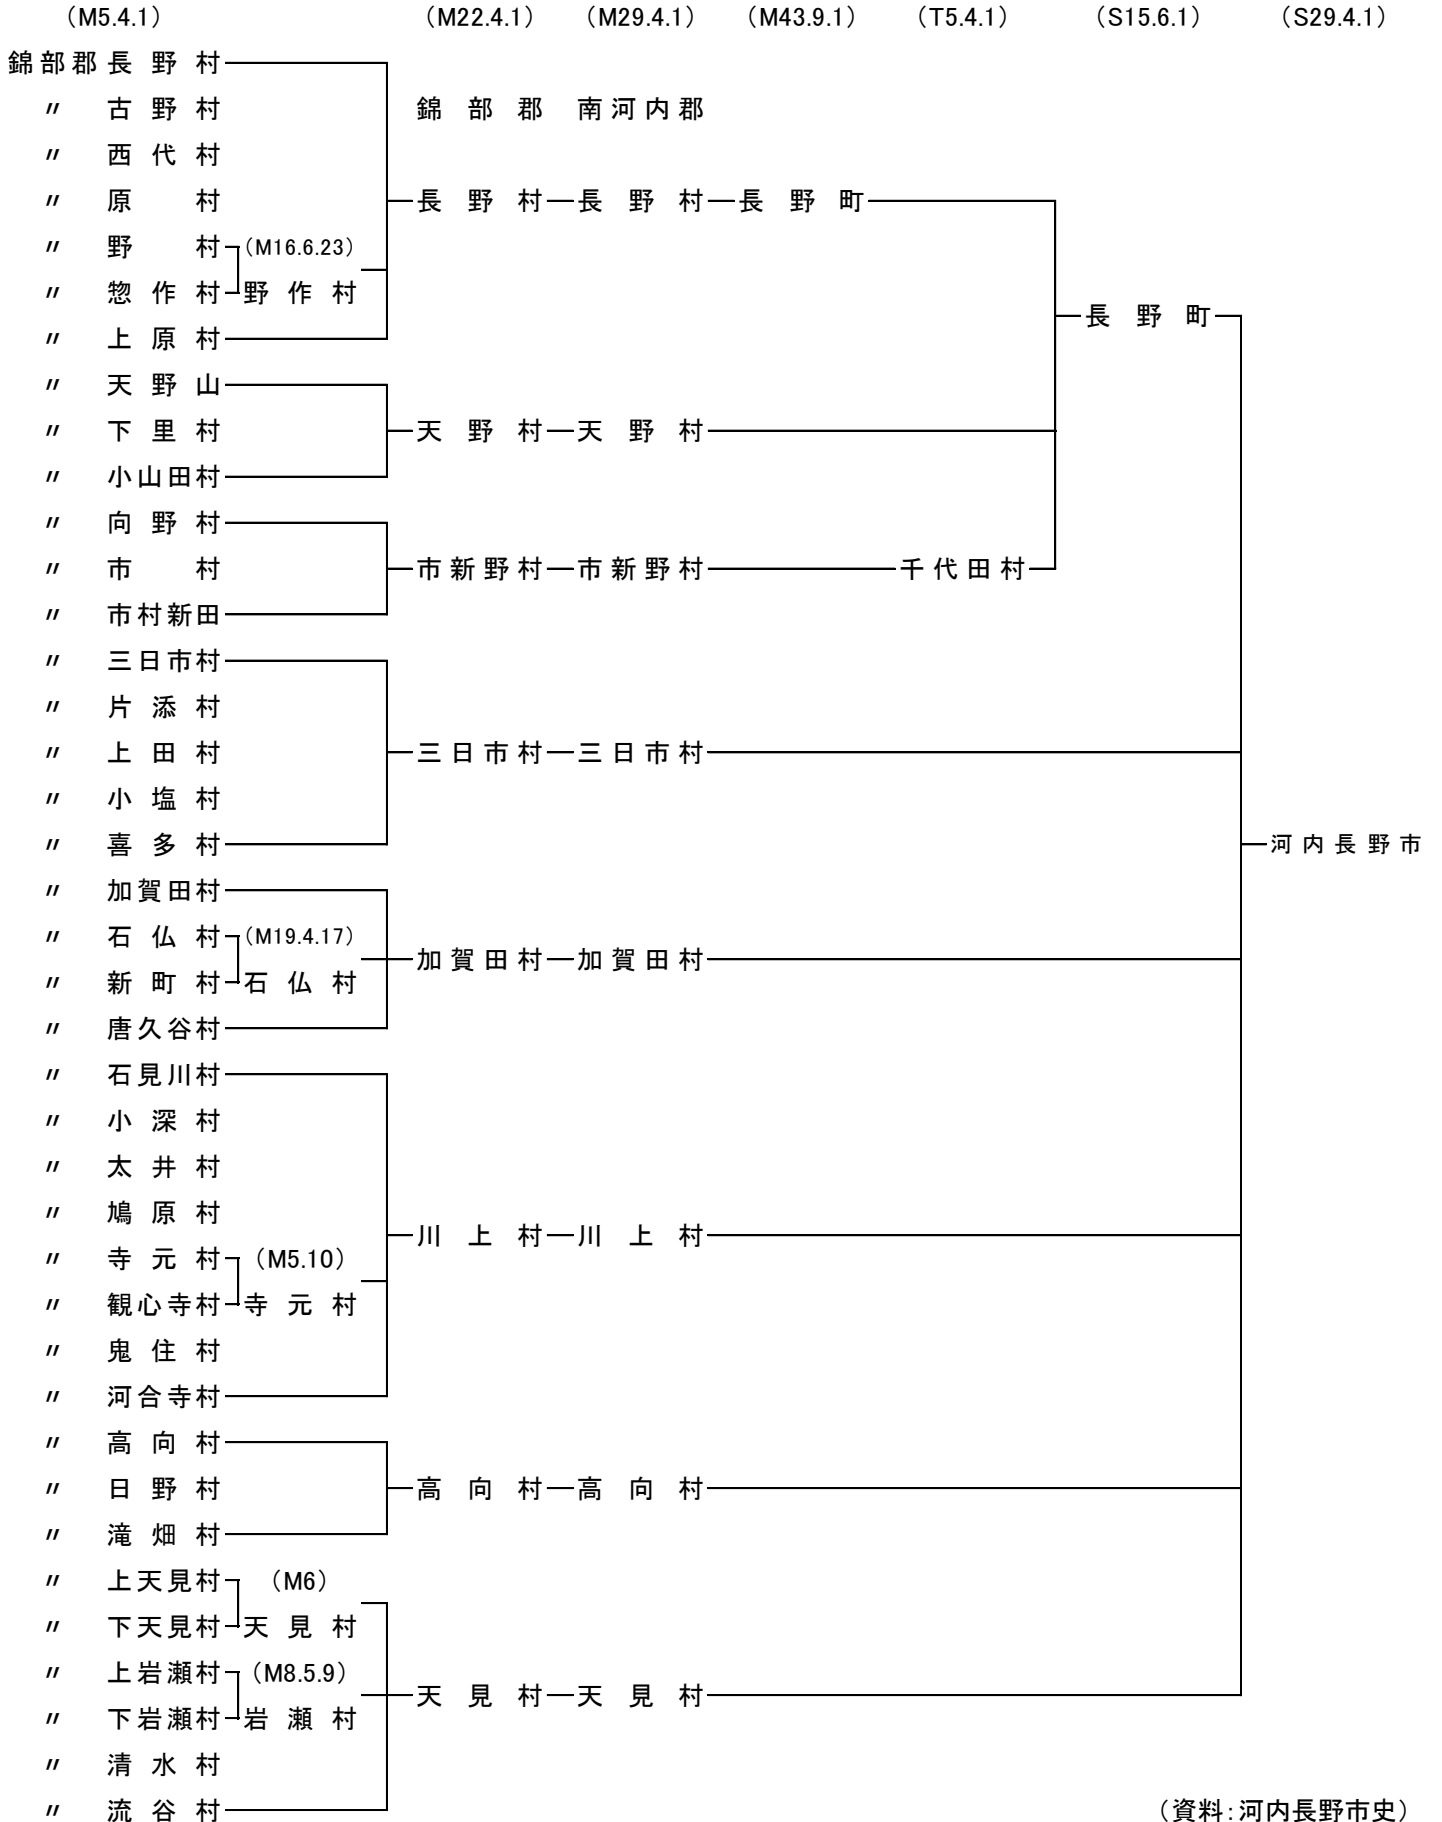 （M5.4.1） （M22.4.1） （M29.4.1） （M43.9.1） （T5.4.1） （S15.6.1） （S29.4.1）
錦部郡 長野村
〃 古野村 錦部郡 南河内郡
〃 西代村
〃 原村 長野村 長野村 長野町
〃 野村 （M16.6.23）
〃 惣作村 野作村
長野町
〃 上原村
〃 天野山
〃 下里村 天野村 天野村
〃 小山田村
〃 向野村
〃 市村 市新野村 市新野村 千代田村
〃 市村新田
〃 三日市村
〃 片添村
〃 上田村 三日市村 三日市村
〃 小塩村
〃 喜多村 河内長野市
〃 加賀田村
〃 石仏村 （M19.4.17）
加賀田村 加賀田村
〃 新町村 石仏村
〃 唐久谷村
〃 石見川村
〃 小深村
〃 太井村
〃 鳩原村
川上村 川上村
〃 寺元村 （M5.10）
〃 観心寺村 寺元村
〃 鬼住村
〃 河合寺村
〃 高向村
〃 日野村 高向村 高向村
〃 滝畑村
〃 上天見村 （M6）
〃 下天見村 天見村
〃 上岩瀬村 （M8.5.9）
天見村 天見村
〃 下岩瀬村 岩瀬村
〃 清水村
〃 流谷村 （資料：河内長野市史）